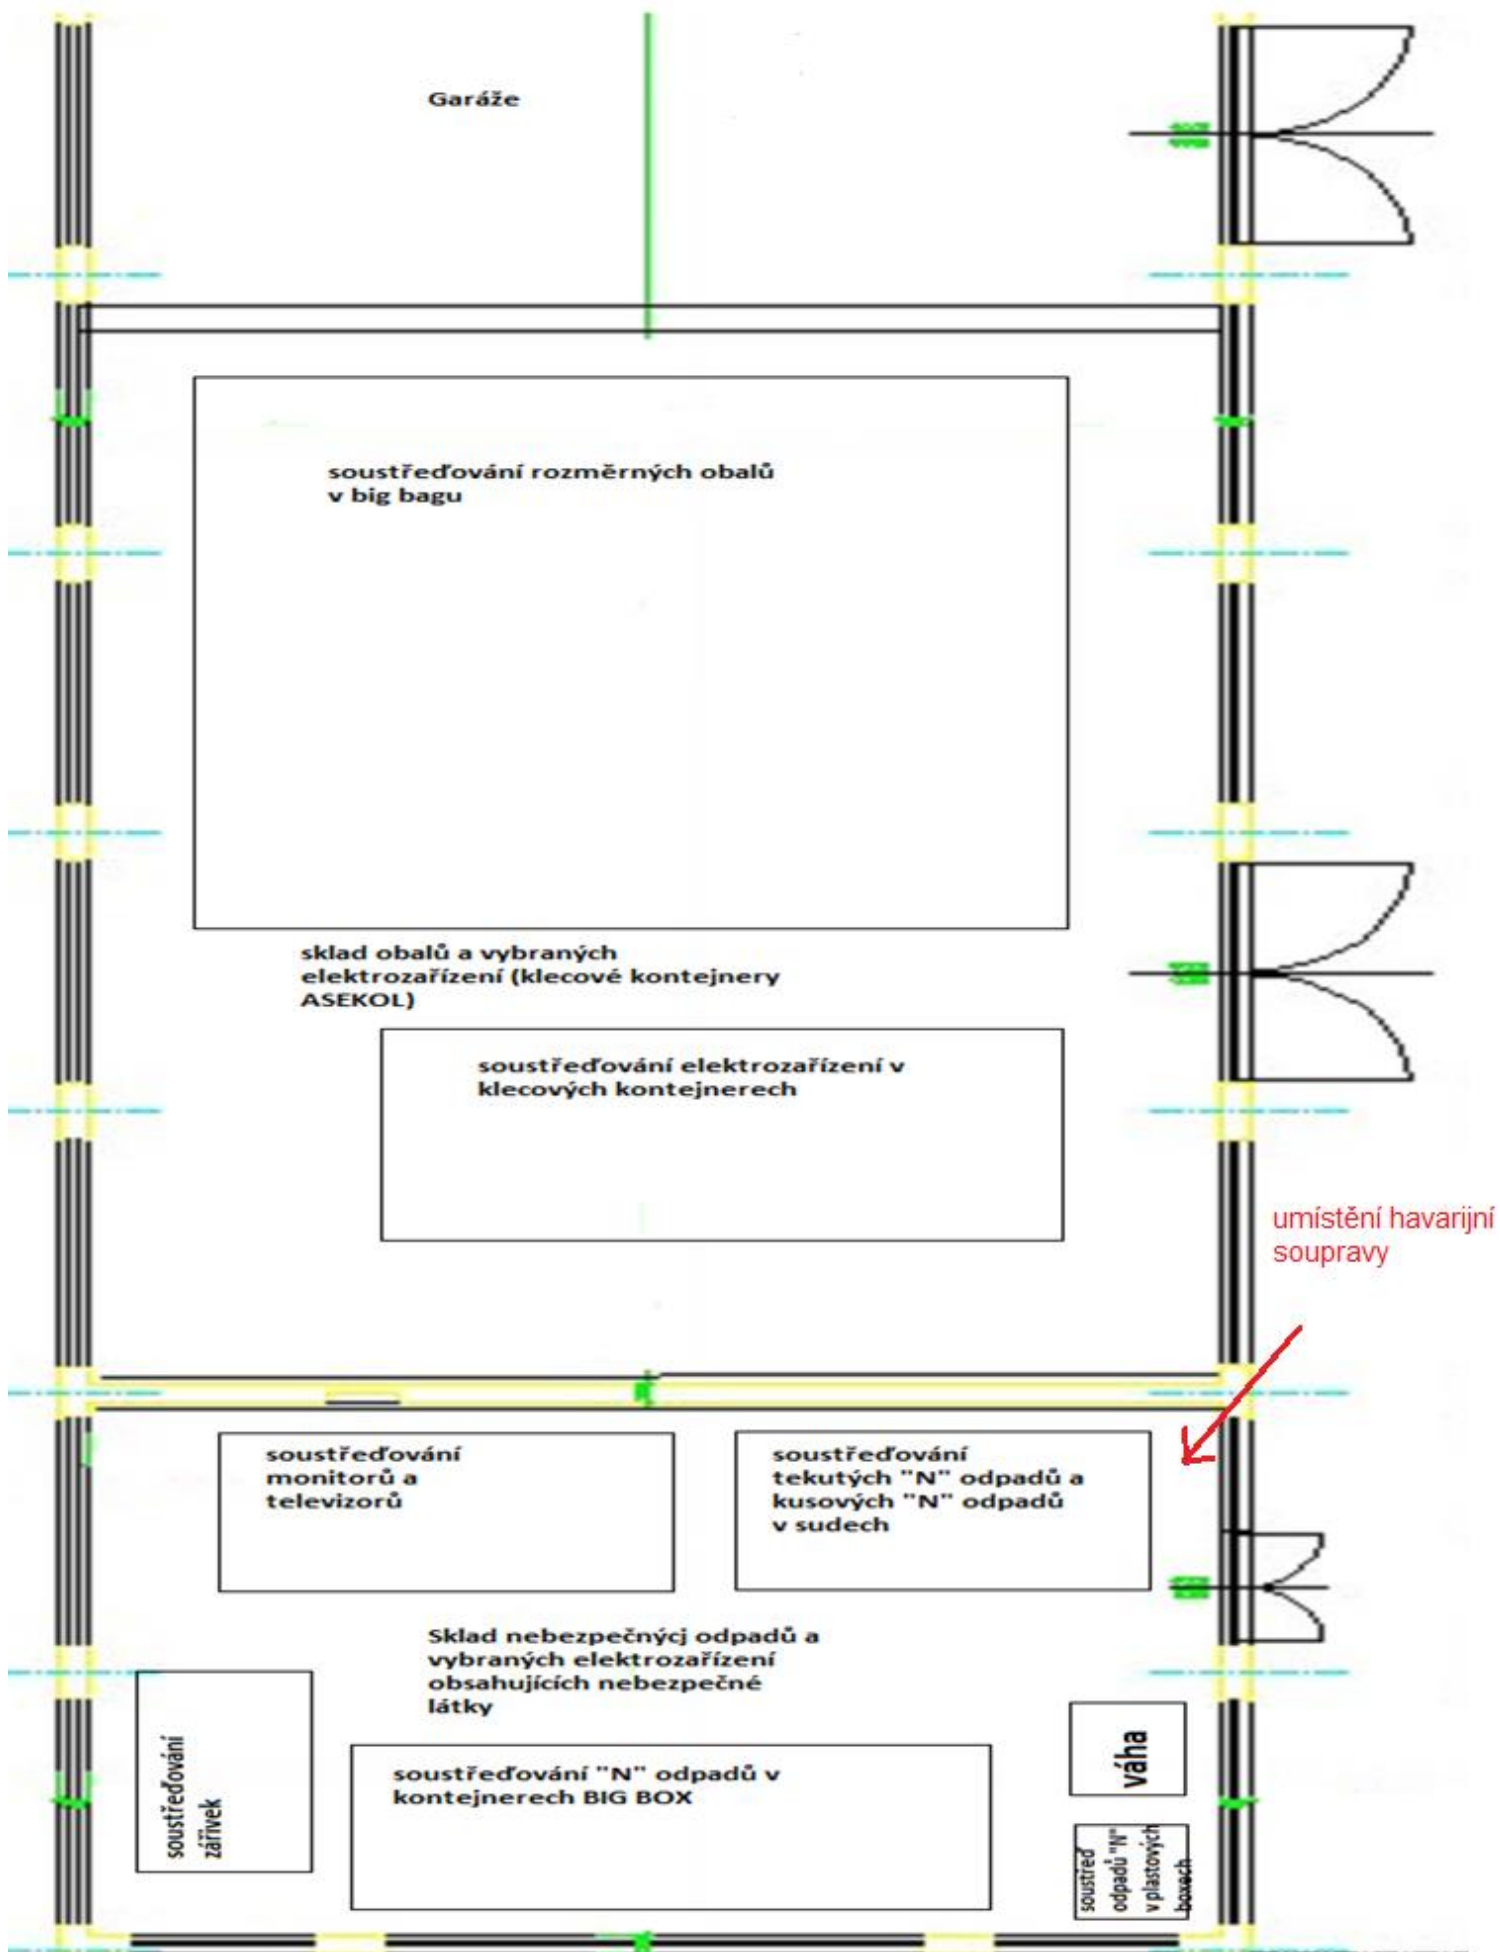 Garáže
soustřeďování rozměrných obalů
v big bagu
sklad obalů a vybraných
elektrozařízení (klecové kontejnery
ASEKOL)
soustřeďování elektrozařízení v
klecových kontejnerech
umístění havarijní
soupravy
soustřeďování
monitorů a
televizorů
soustřeďování
tekutých "N" odpadů a
kusových "N" odpadů
v sudech
Sklad nebezpečnýcj odpadů a
vybraných elektrozařízení
obsahujících nebezpečné
látky
soustřeďování
zářivek
soustřeďování "N" odpadů v
kontejnerech BIG BOX
váha
soustřeď
odpadů "N"
v plastových
boxech